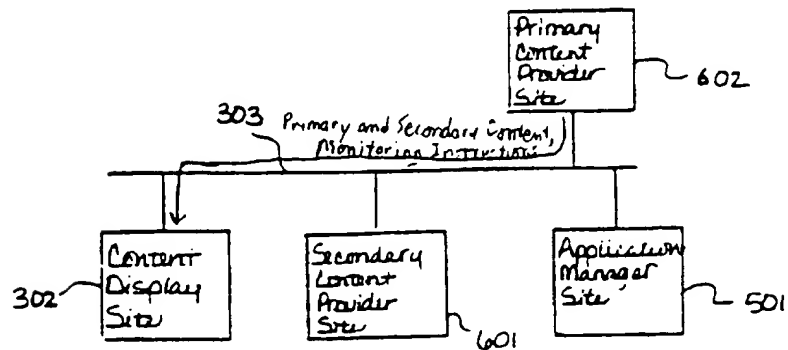 Primary
Content
Provider
Site
602
303
Primary and Secondary Content,
Monitoring Instructions
Content
Display
Site
302
Secondary
Content
Provider
Site
601
Application
Manager
Site
501